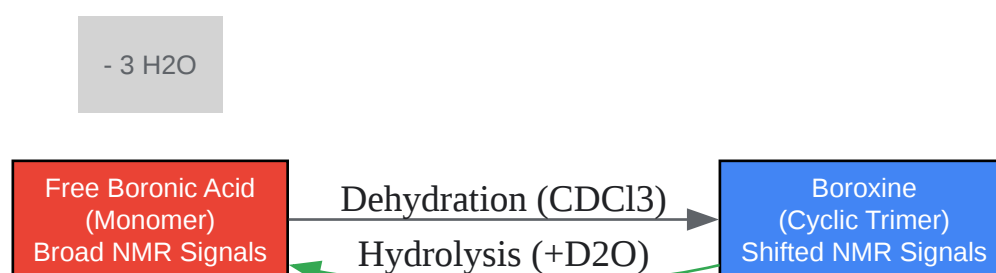 - 3 H2O
Free Boronic Acid
(Monomer)
Broad NMR Signals
Dehydration (CDCl3)
Hydrolysis (+D2O)
Boroxine
(Cyclic Trimer)
Shifted NMR Signals